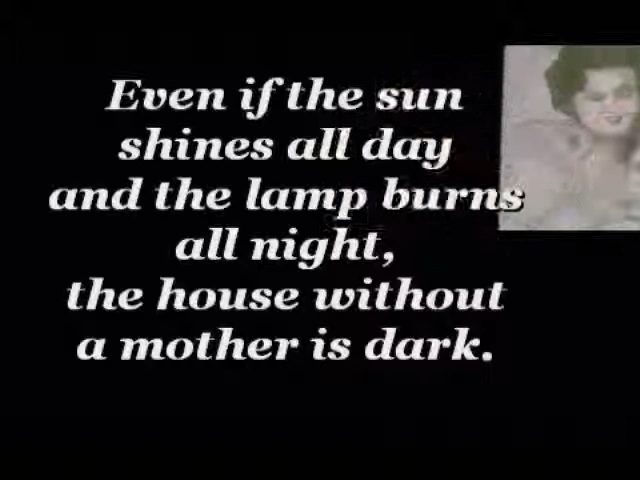 Even if the sun
shines all day
and the lamp burns
all night,
the house without
a mother is dark.